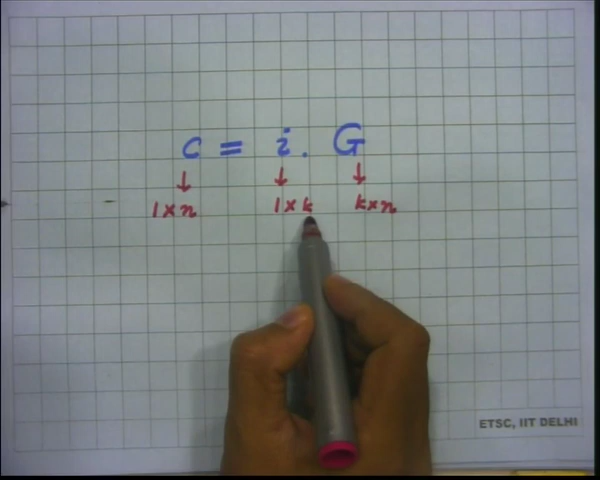 c = i . G
↓ ↓ ↓
1×n 1×k k×n
ETSC, IIT DELHI